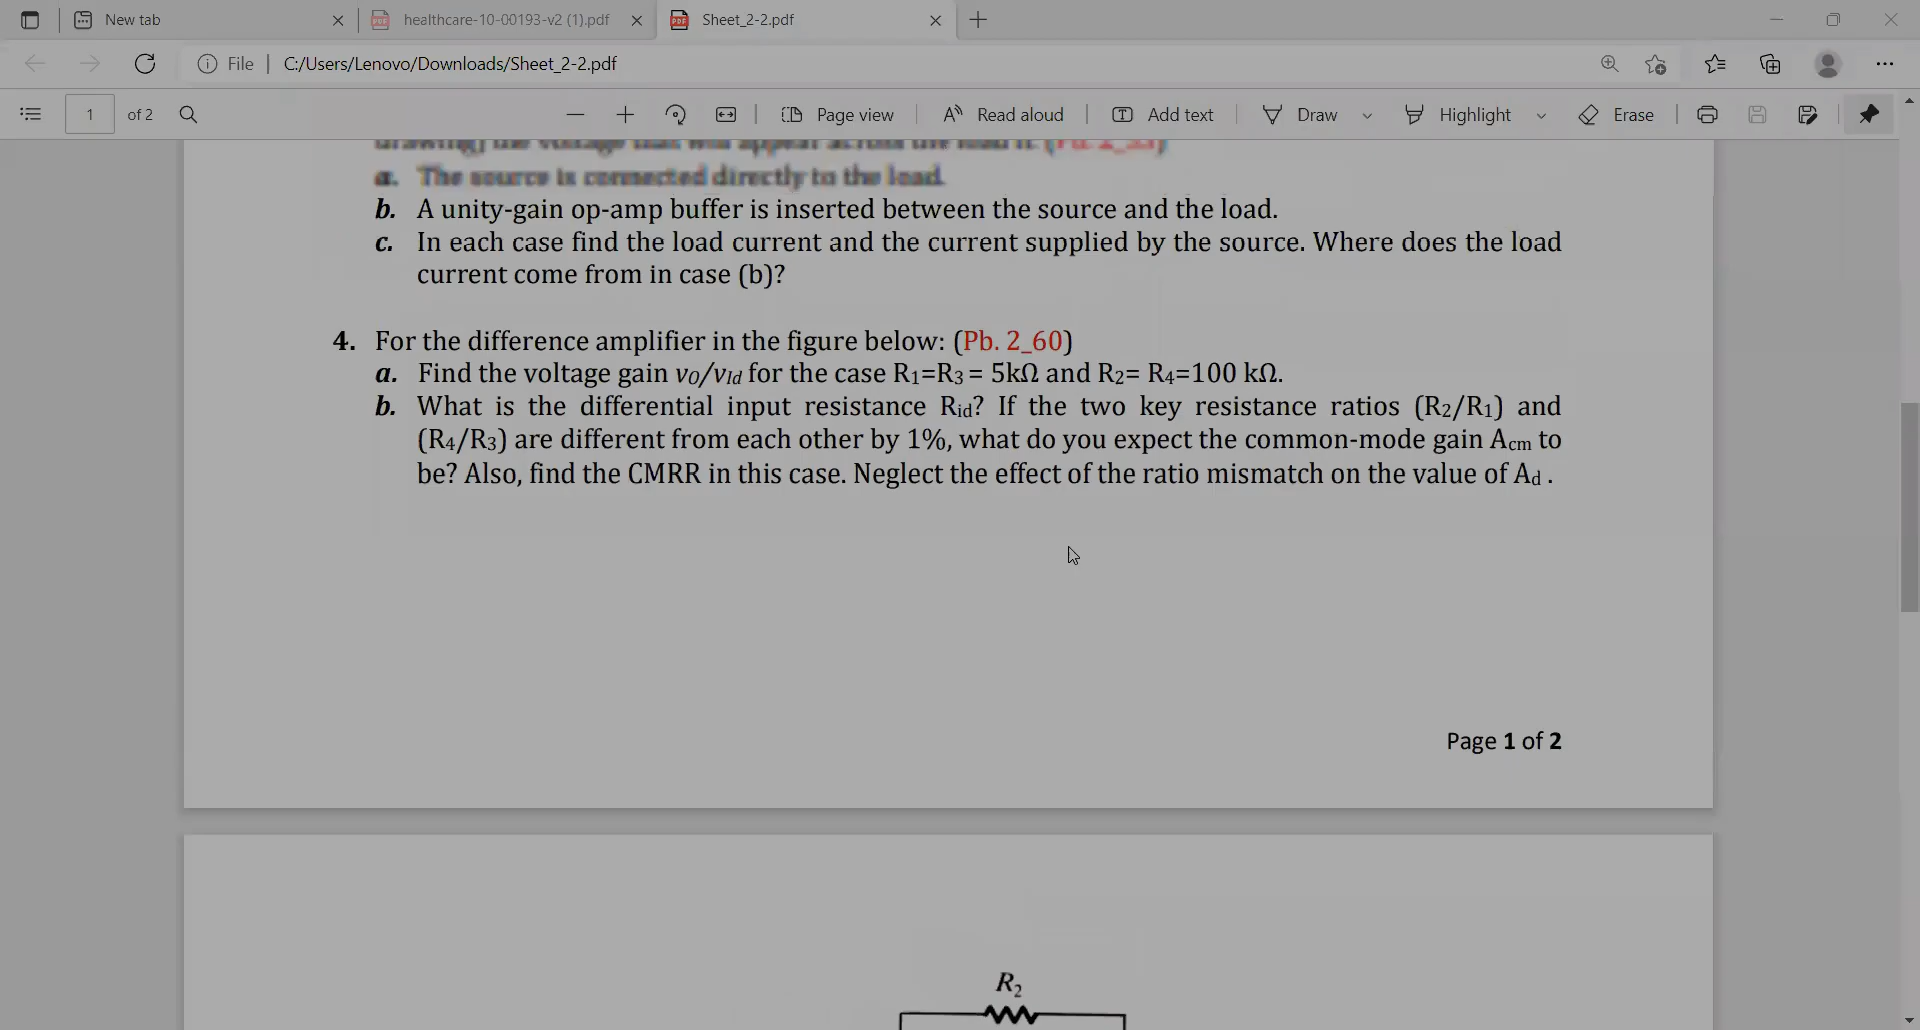 New tab
healthcare-10-00193-v2 (1).pdf
Sheet_2-2.pdf
File
C:/Users/Lenovo/Downloads/Sheet_2-2.pdf
1 of 2
Page view
Read aloud
Add text
Draw
Highlight
Erase
a. The source is connected directly to the load.
b. A unity-gain op-amp buffer is inserted between the source and the load.
c. In each case find the load current and the current supplied by the source. Where does the load
current come from in case (b)?
4. For the difference amplifier in the figure below: (Pb. 2_60)
a. Find the voltage gain vO/vId for the case R1=R3 = 5kΩ and R2= R4=100 kΩ.
b. What is the differential input resistance Rid? If the two key resistance ratios (R2/R1) and
(R4/R3) are different from each other by 1%, what do you expect the common-mode gain Acm to
be? Also, find the CMRR in this case. Neglect the effect of the ratio mismatch on the value of Ad .
Page 1 of 2
R2